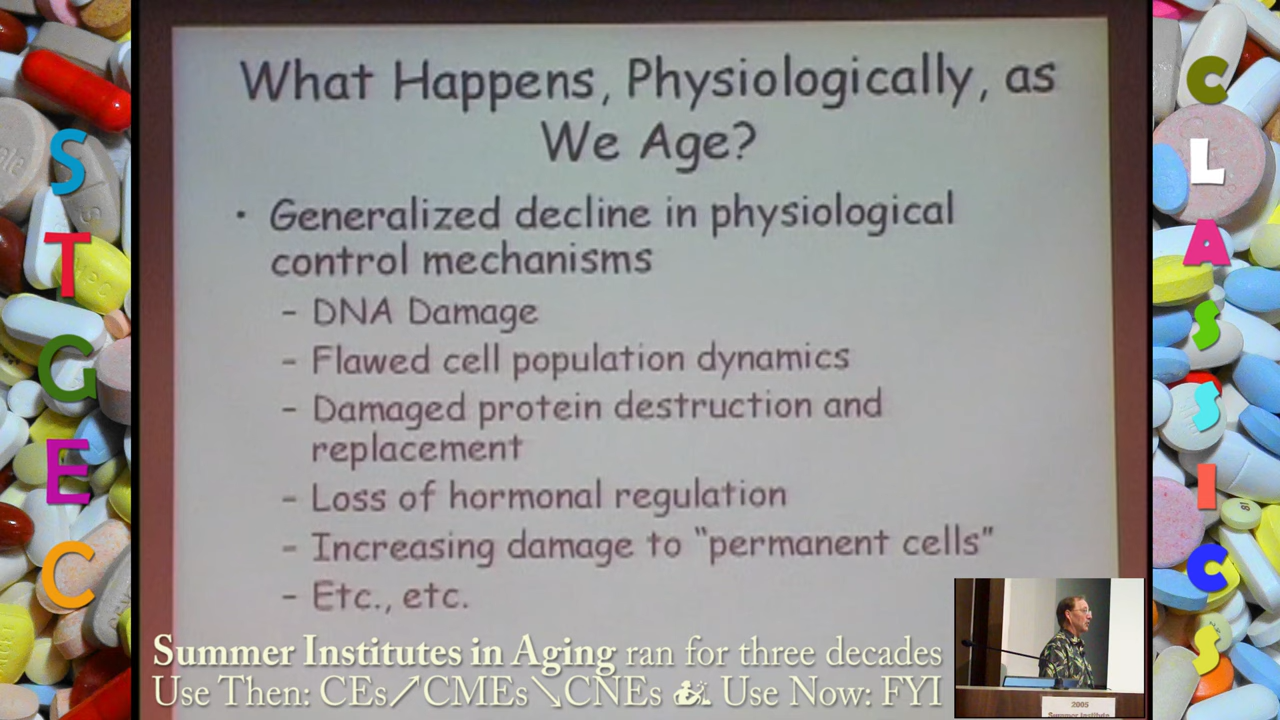 What Happens, Physiologically, as
We Age?
• Generalized decline in physiological
control mechanisms
– DNA Damage
– Flawed cell population dynamics
– Damaged protein destruction and
replacement
– Loss of hormonal regulation
– Increasing damage to “permanent cells”
– Etc., etc.
Summer Institutes in Aging ran for three decades
Use Then: CEs↗CMEs↘CNEs Use Now: FYI
STGEC
CLASSICS
2005
Summer Institute